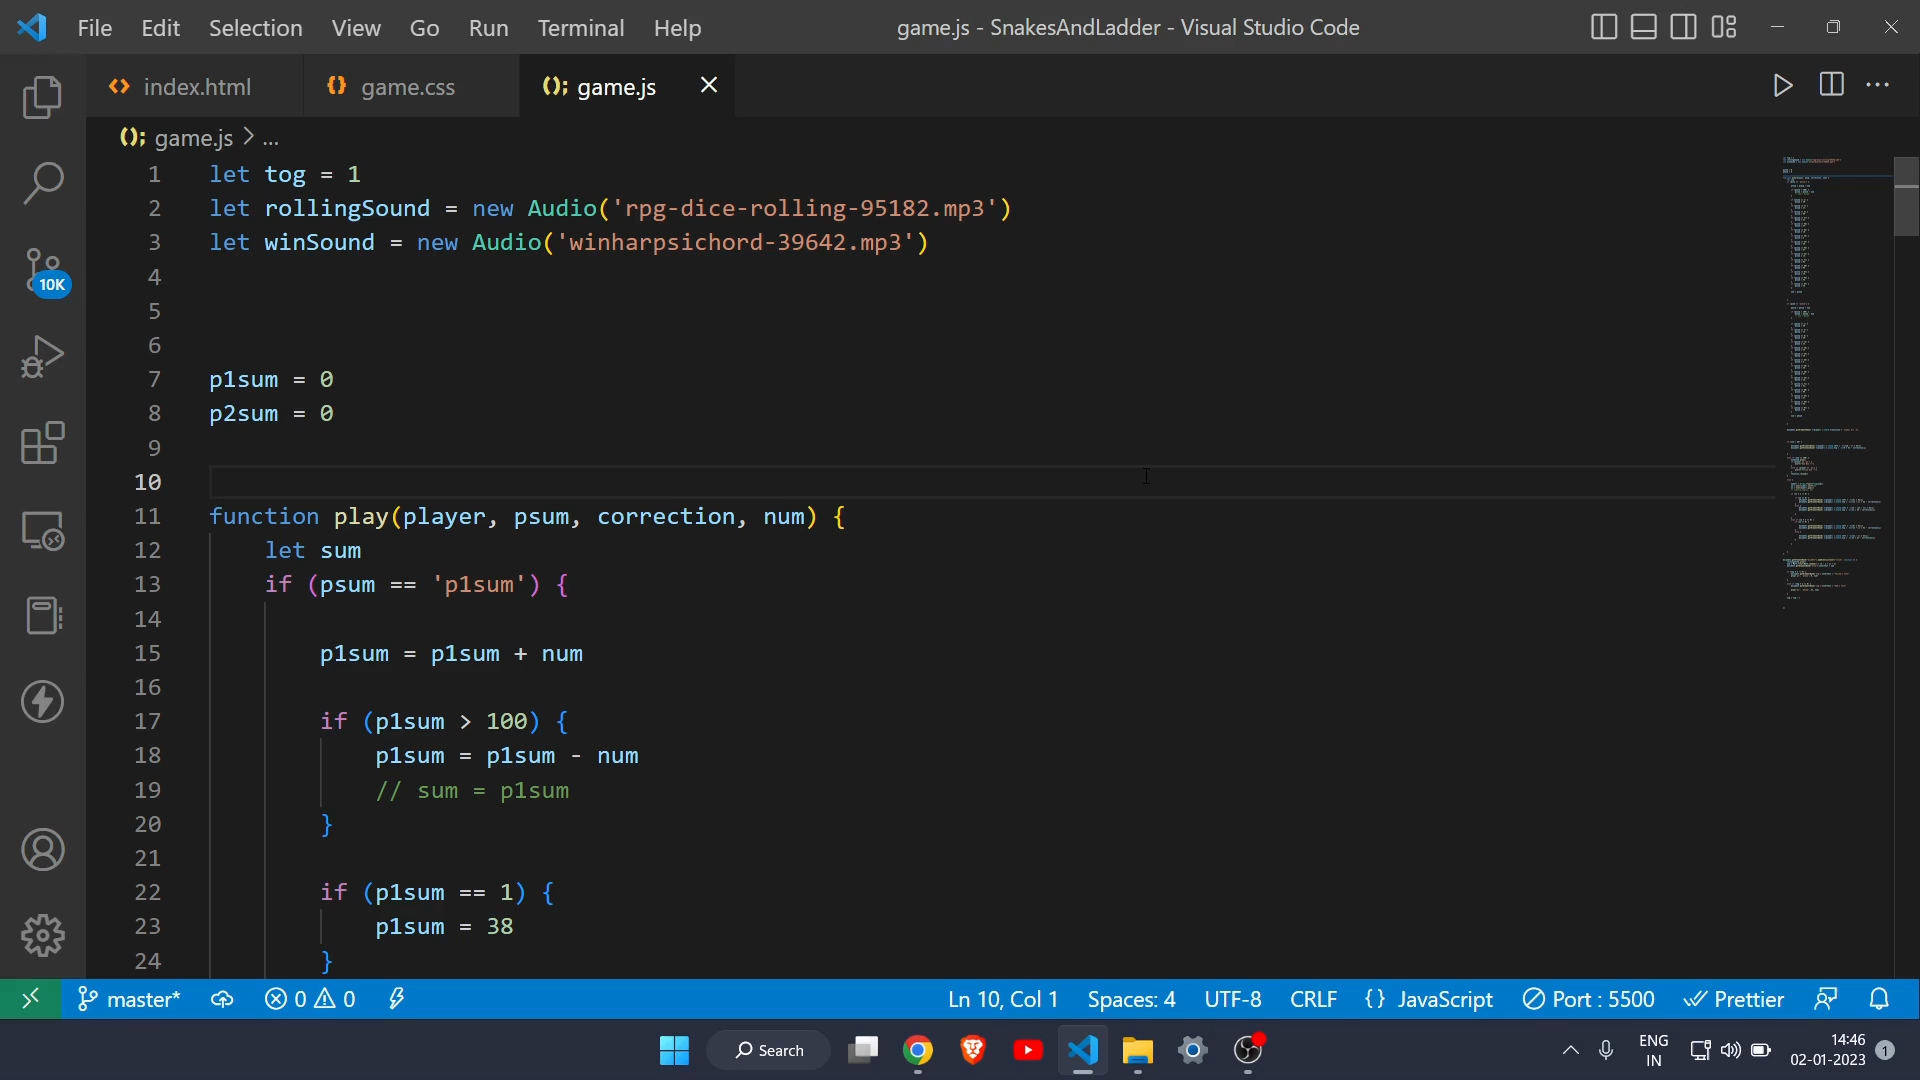 File Edit Selection View Go Run Terminal Help game.js - SnakesAndLadder - Visual Studio Code
index.html game.css game.js
game.js > ...
1 let tog = 1
2 let rollingSound = new Audio('rpg-dice-rolling-95182.mp3')
3 let winSound = new Audio('winharpsichord-39642.mp3')
4
5
6
7 p1sum = 0
8 p2sum = 0
9
10
11 function play(player, psum, correction, num) {
12 let sum
13 if (psum == 'p1sum') {
14
15 p1sum = p1sum + num
16
17 if (p1sum > 100) {
18 p1sum = p1sum - num
19 // sum = p1sum
20 }
21
22 if (p1sum == 1) {
23 p1sum = 38
24 }
10K
master* 0 0 Ln 10, Col 1 Spaces: 4 UTF-8 CRLF {} JavaScript Port : 5500 Prettier
Search ENG 14:46
IN 02-01-2023 1